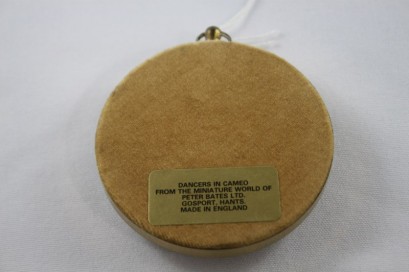 DANCERS IN CAMEO
FROM THE MINIATURE WORLD OF
PETER BATES LTD.
GOSPORT, HANTS.
MADE IN ENGLAND